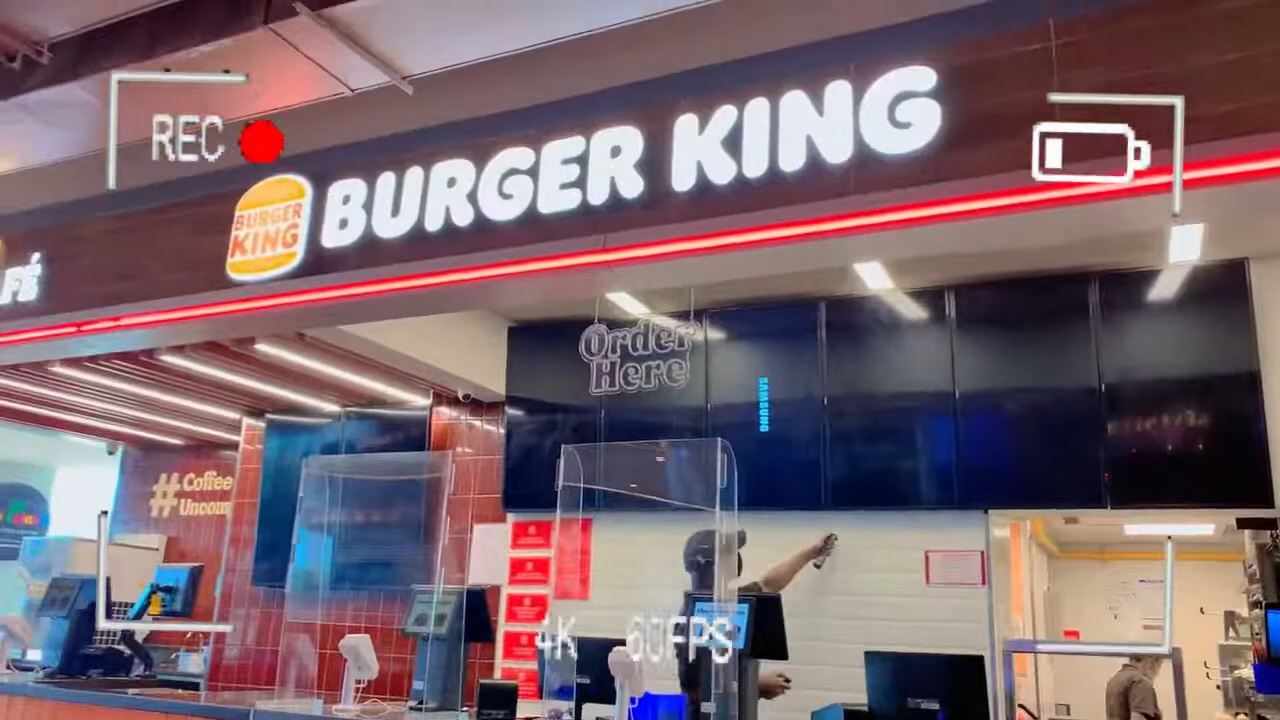 REC
BURGER KING
BURGER
KING
FÉ
Order
Here
SAMSUNG
#Coffee
Uncom
4K 60FPS